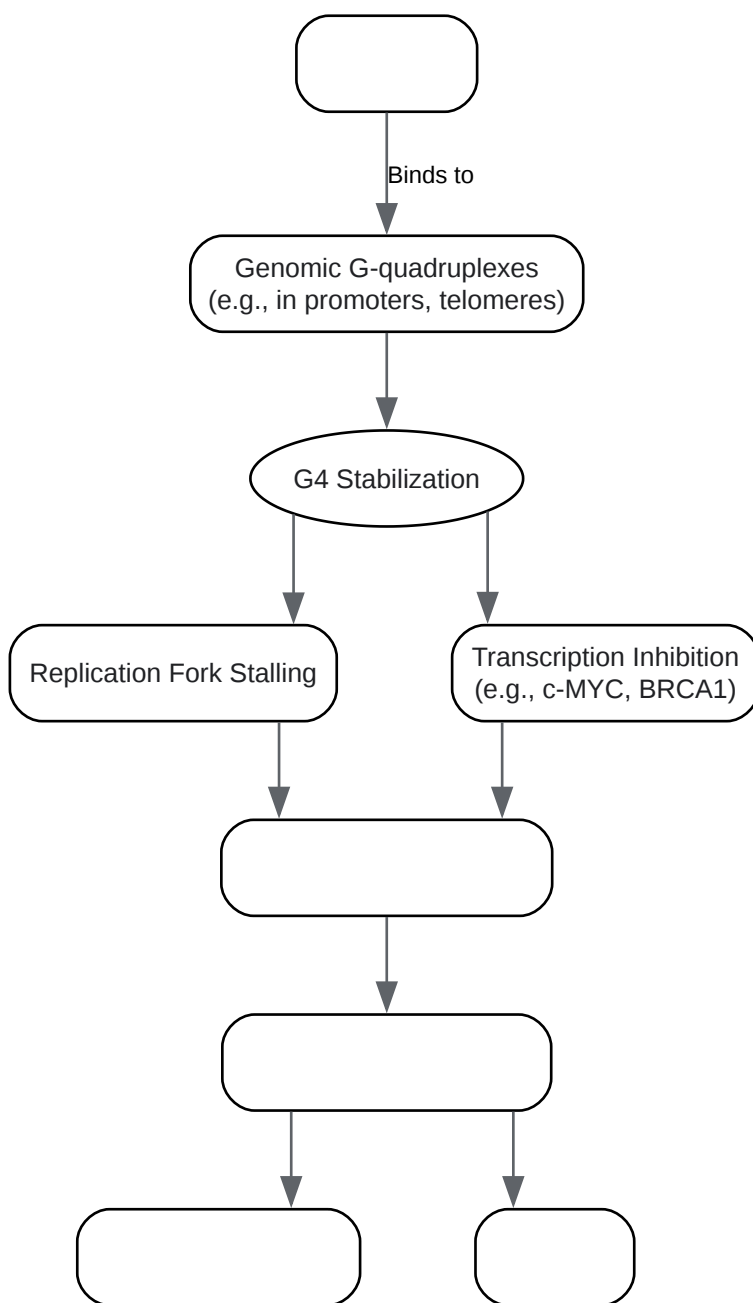 Binds to
Genomic G-quadruplexes
(e.g., in promoters, telomeres)
G4 Stabilization
Replication Fork Stalling
Transcription Inhibition
(e.g., c-MYC, BRCA1)